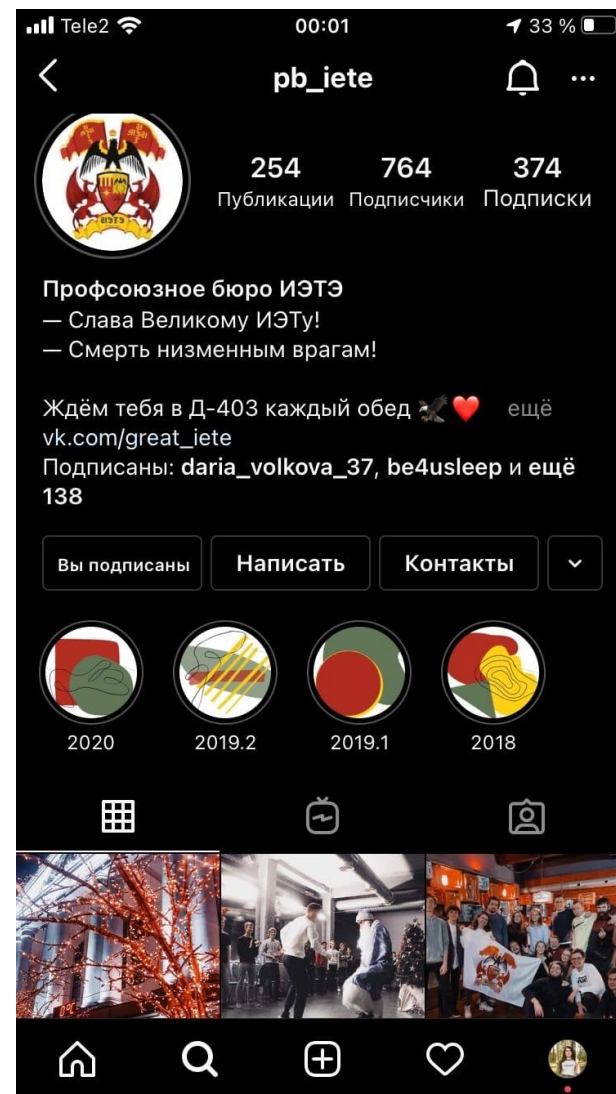 Tele2 00:01 33 %
pb_iete ...
254 764 374
Публикации Подписчики Подписки
МЭИ
ИЭТЭ
Профсоюзное бюро ИЭТЭ
— Слава Великому ИЭТу!
— Смерть низменным врагам!
Ждём тебя в Д-403 каждый обед ещё
vk.com/great_iete
Подписаны: daria_volkova_37, be4usleep и ещё
138
Вы подписаны Написать Контакты
2020 2019.2 2019.1 2018